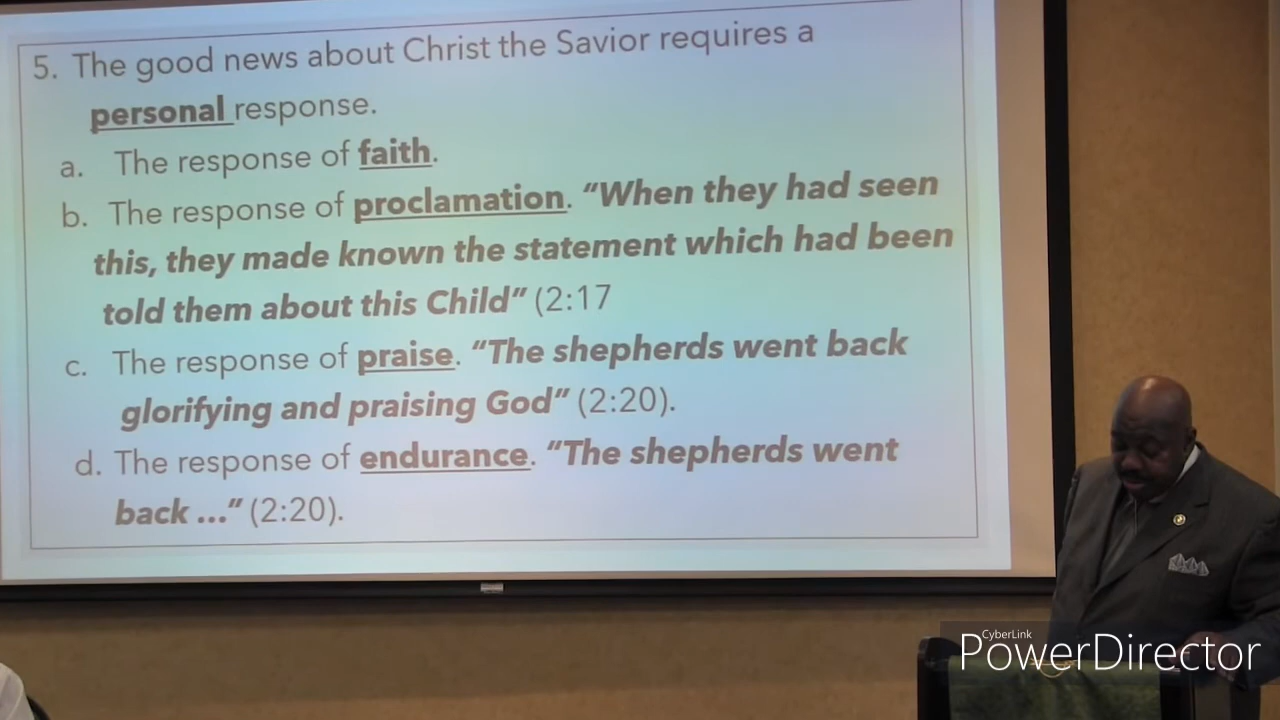 5. The good news about Christ the Savior requires a
personal response.
a. The response of faith.
b. The response of proclamation. “When they had seen
this, they made known the statement which had been
told them about this Child” (2:17
c. The response of praise. “The shepherds went back
glorifying and praising God” (2:20).
d. The response of endurance. “The shepherds went
back ...” (2:20).
CyberLink
PowerDirector